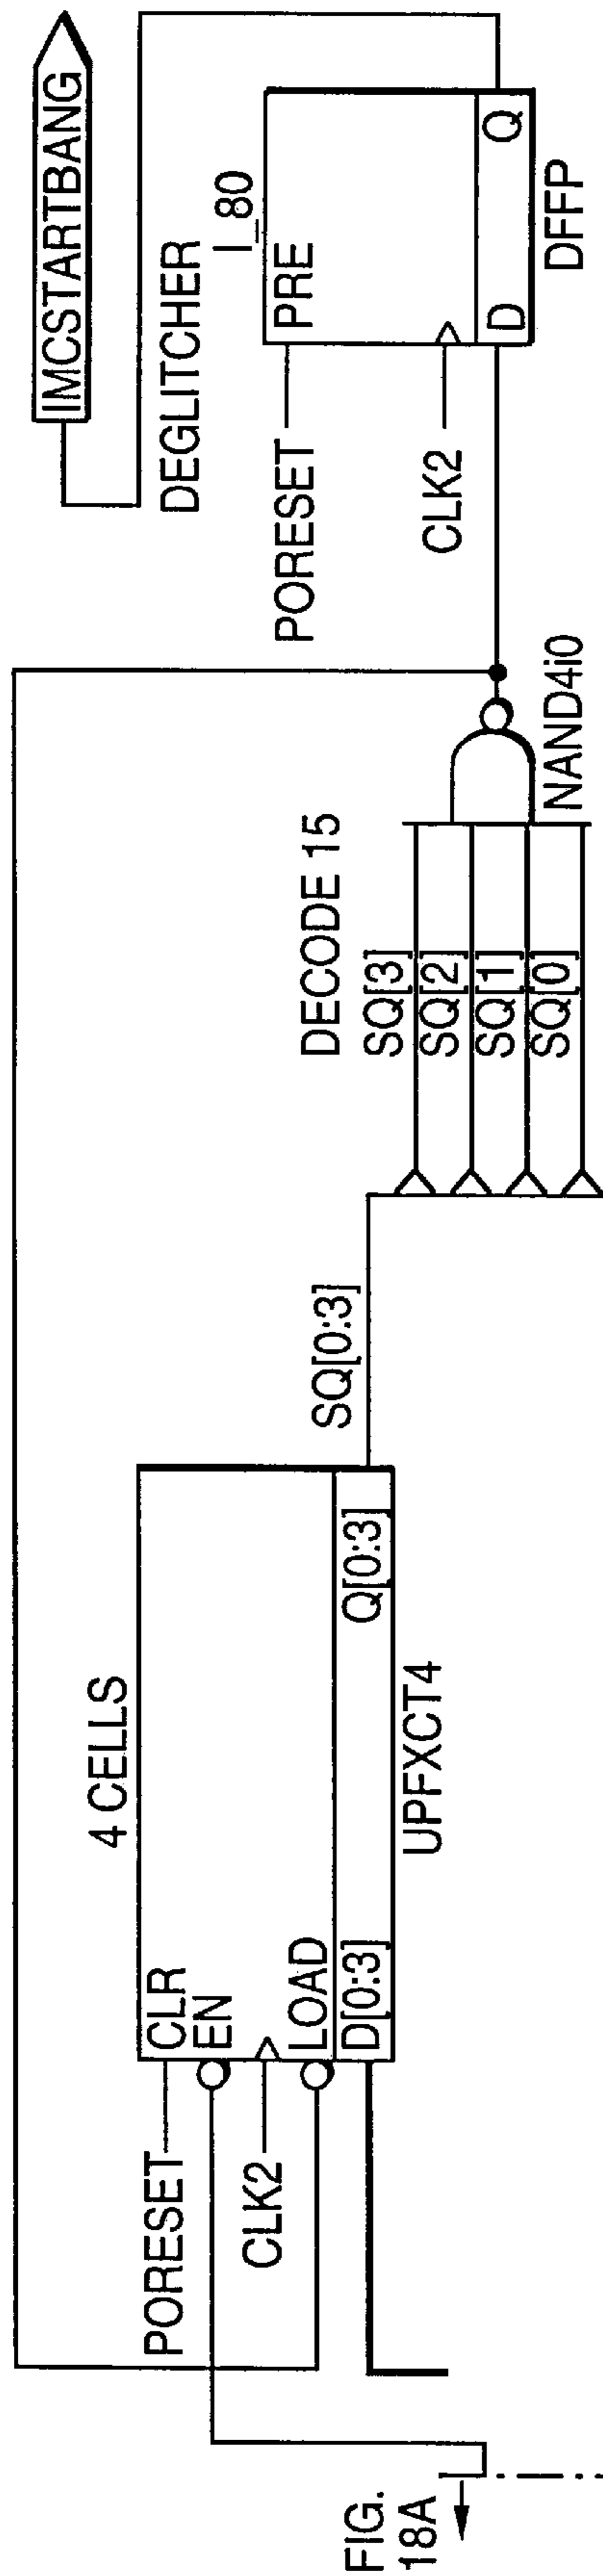 IMCSTARTBANG
DEGLITCHER
I_80
PRE
PORESET
CLK2
D
Q
DFFP
DECODE 15
SQ[3]
SQ[2]
SQ[1]
SQ[0]
NAND4i0
SQ[0:3]
4 CELLS
CLR
EN
LOAD
D[0:3]
Q[0:3]
UPFXCT4
PORESET
CLK2
FIG.
18A